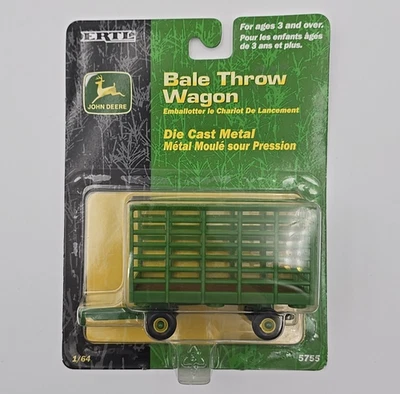 ERTL
For ages 3 and over.
Pour les enfants âgés
de 3 ans et plus.
JOHN DEERE
Bale Throw
Wagon
Emballotter le Chariot De Lancement
Die Cast Metal
Métal Moulé sour Pression
1/64
5755